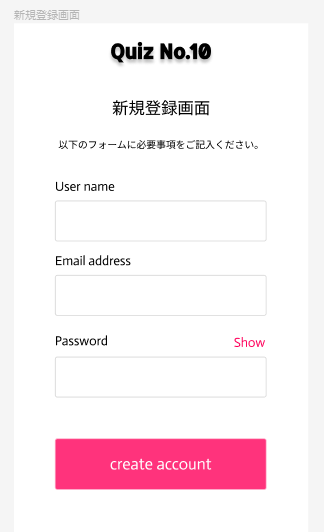 新規登録画面
Quiz No.10
新規登録画面
以下のフォームに必要事項をご記入ください。
User name
Email address
Password
Show
create account